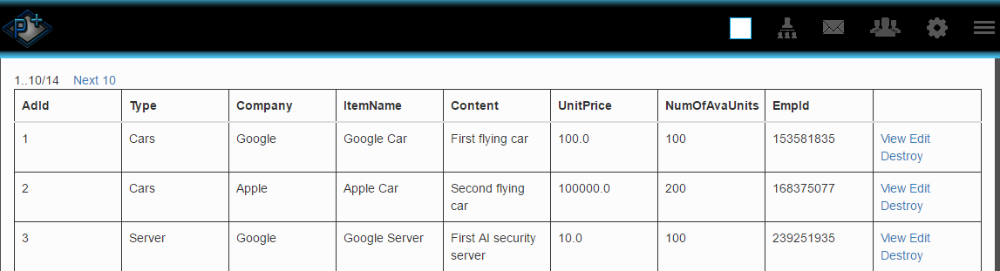 P+
1..10/14 Next 10
AdId Type Company ItemName Content UnitPrice NumOfAvaUnits EmpId
1 Cars Google Google Car First flying car 100.0 100 153581835 View Edit
Destroy
2 Cars Apple Apple Car Second flying 100000.0 200 168375077 View Edit
car Destroy
3 Server Google Google Server First AI security 10.0 100 239251935 View Edit
server Destroy